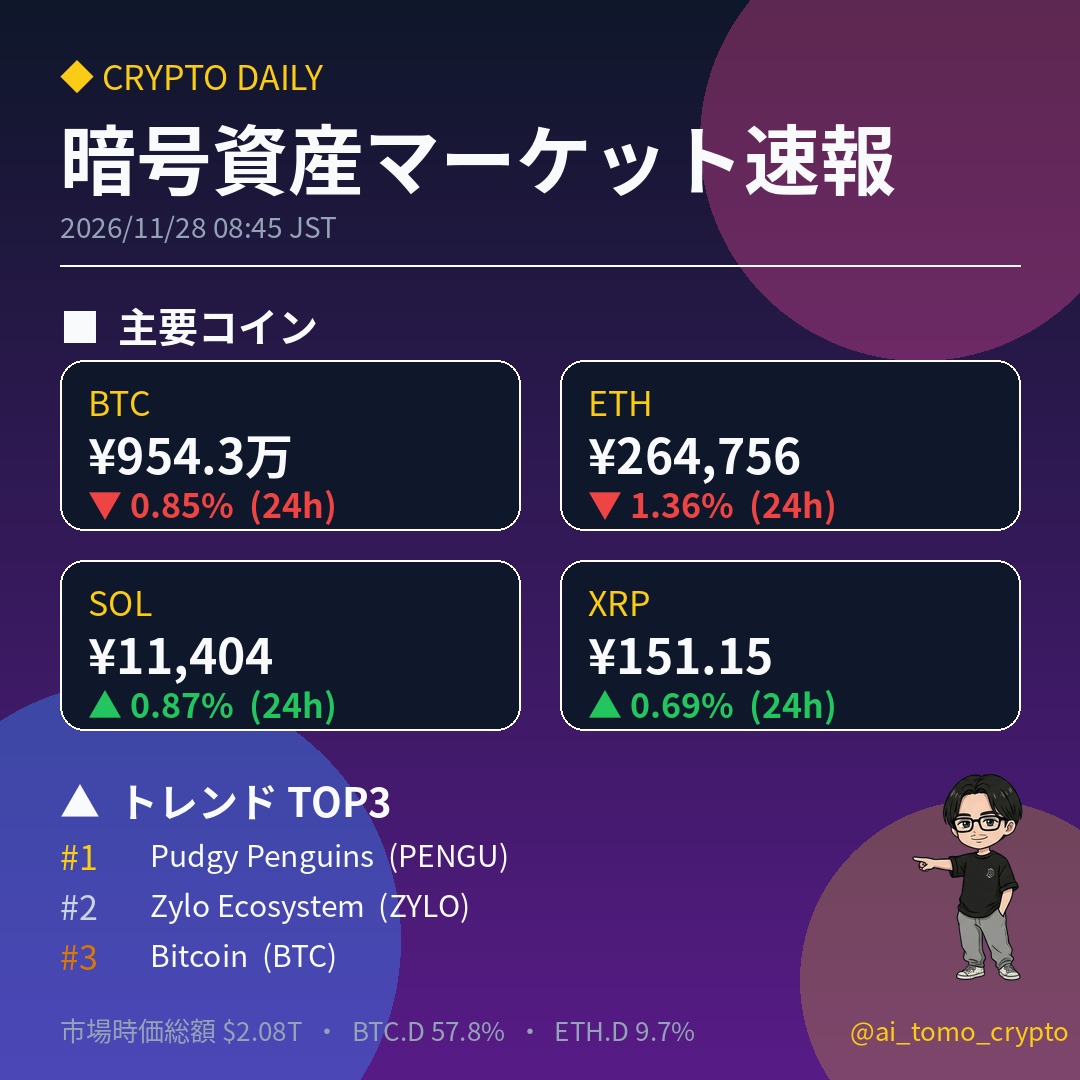 ◆ CRYPTO DAILY
暗号資産マーケット速報
2026/11/28 08:45 JST
■ 主要コイン
BTC
¥954.3万
▼ 0.85% (24h)
ETH
¥264,756
▼ 1.36% (24h)
SOL
¥11,404
▲ 0.87% (24h)
XRP
¥151.15
▲ 0.69% (24h)
▲ トレンド TOP3
#1 Pudgy Penguins (PENGU)
#2 Zylo Ecosystem (ZYLO)
#3 Bitcoin (BTC)
市場時価総額 $2.08T ・ BTC.D 57.8% ・ ETH.D 9.7%
@ai_tomo_crypto